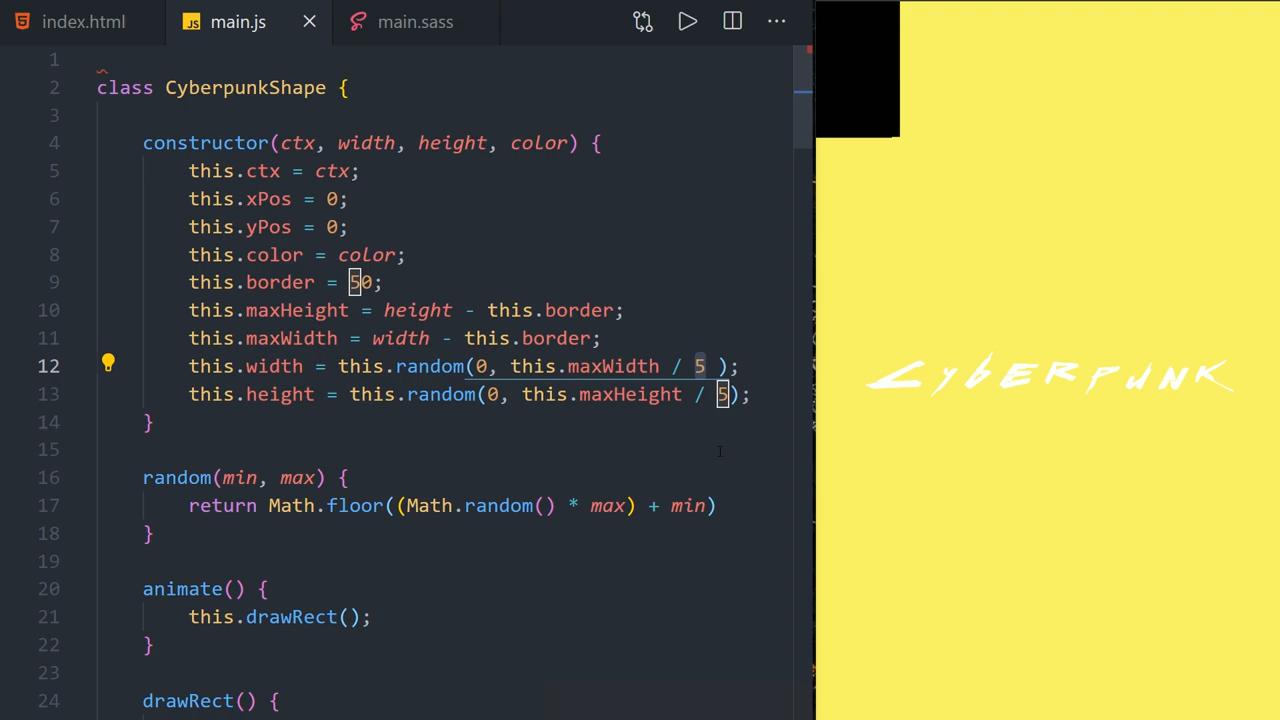 index.html
JS main.js
main.sass
1
2 class CyberpunkShape {
3
4 constructor(ctx, width, height, color) {
5 this.ctx = ctx;
6 this.xPos = 0;
7 this.yPos = 0;
8 this.color = color;
9 this.border = 50;
10 this.maxHeight = height - this.border;
11 this.maxWidth = width - this.border;
12 this.width = this.random(0, this.maxWidth / 5 );
13 this.height = this.random(0, this.maxHeight / 5);
14 }
15
16 random(min, max) {
17 return Math.floor((Math.random() * max) + min)
18 }
19
20 animate() {
21 this.drawRect();
22 }
23
24 drawRect() {
CybERpuNK